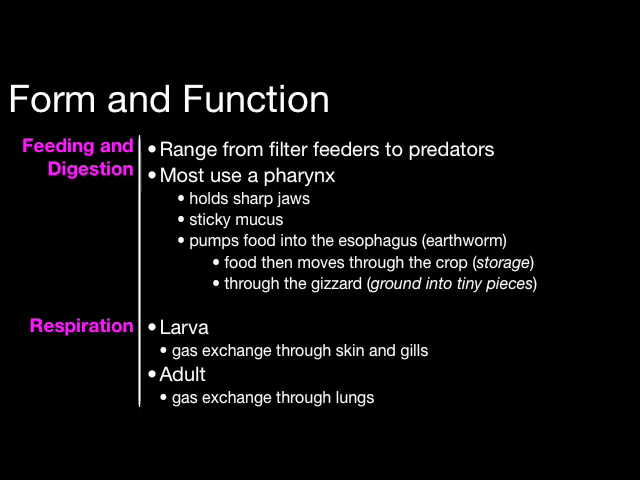 Form and Function
Feeding and
Digestion
• Range from filter feeders to predators
• Most use a pharynx
• holds sharp jaws
• sticky mucus
• pumps food into the esophagus (earthworm)
• food then moves through the crop (storage)
• through the gizzard (ground into tiny pieces)
Respiration
• Larva
• gas exchange through skin and gills
• Adult
• gas exchange through lungs